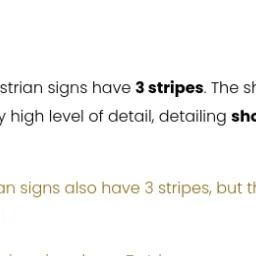 strian signs have 3 stripes. The sh
y high level of detail, detailing sho
an signs also have 3 stripes, but th